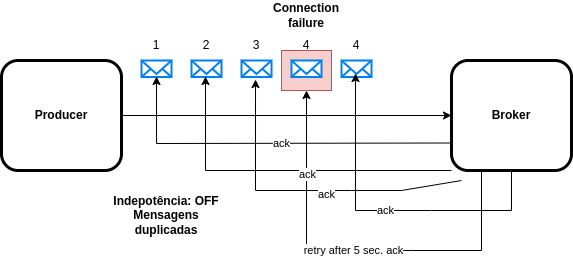 Connection
failure
1 2 3 4 4
Producer
Broker
ack
ack
ack
ack
Indepotência: OFF
Mensagens
duplicadas
retry after 5 sec. ack